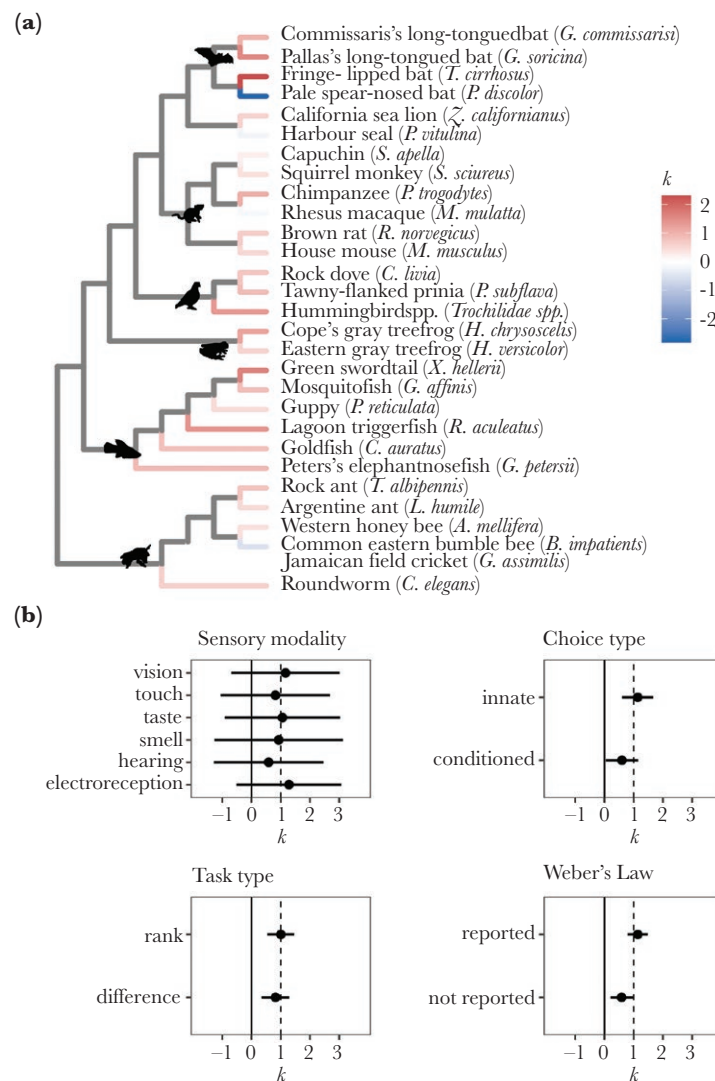 (a)
Commissaris's long-tonguedbat (G. commissarisi)
Pallas's long-tongued bat (G. soricina)
Fringe- lipped bat (T. cirrhosus)
Pale spear-nosed bat (P. discolor)
California sea lion (Z. californianus)
Harbour seal (P. vitulina)
Capuchin (S. apella)
Squirrel monkey (S. sciureus)
Chimpanzee (P. trogodytes)
Rhesus macaque (M. mulatta)
Brown rat (R. norvegicus)
House mouse (M. musculus)
Rock dove (C. livia)
Tawny-flanked prinia (P. subflava)
Hummingbirdspp. (Trochilidae spp.)
Cope's gray treefrog (H. chrysoscelis)
Eastern gray treefrog (H. versicolor)
Green swordtail (X. hellerii)
Mosquitofish (G. affinis)
Guppy (P. reticulata)
Lagoon triggerfish (R. aculeatus)
Goldfish (C. auratus)
Peters's elephantnosefish (G. petersii)
Rock ant (T. albipennis)
Argentine ant (L. humile)
Western honey bee (A. mellifera)
Common eastern bumble bee (B. impatients)
Jamaican field cricket (G. assimilis)
Roundworm (C. elegans)
k
2
1
0
-1
-2
(b)
Sensory modality
vision
touch
taste
smell
hearing
electroreception
–1 0 1 2 3
k
Choice type
innate
conditioned
–1 0 1 2 3
k
Task type
rank
difference
–1 0 1 2 3
k
Weber's Law
reported
not reported
–1 0 1 2 3
k